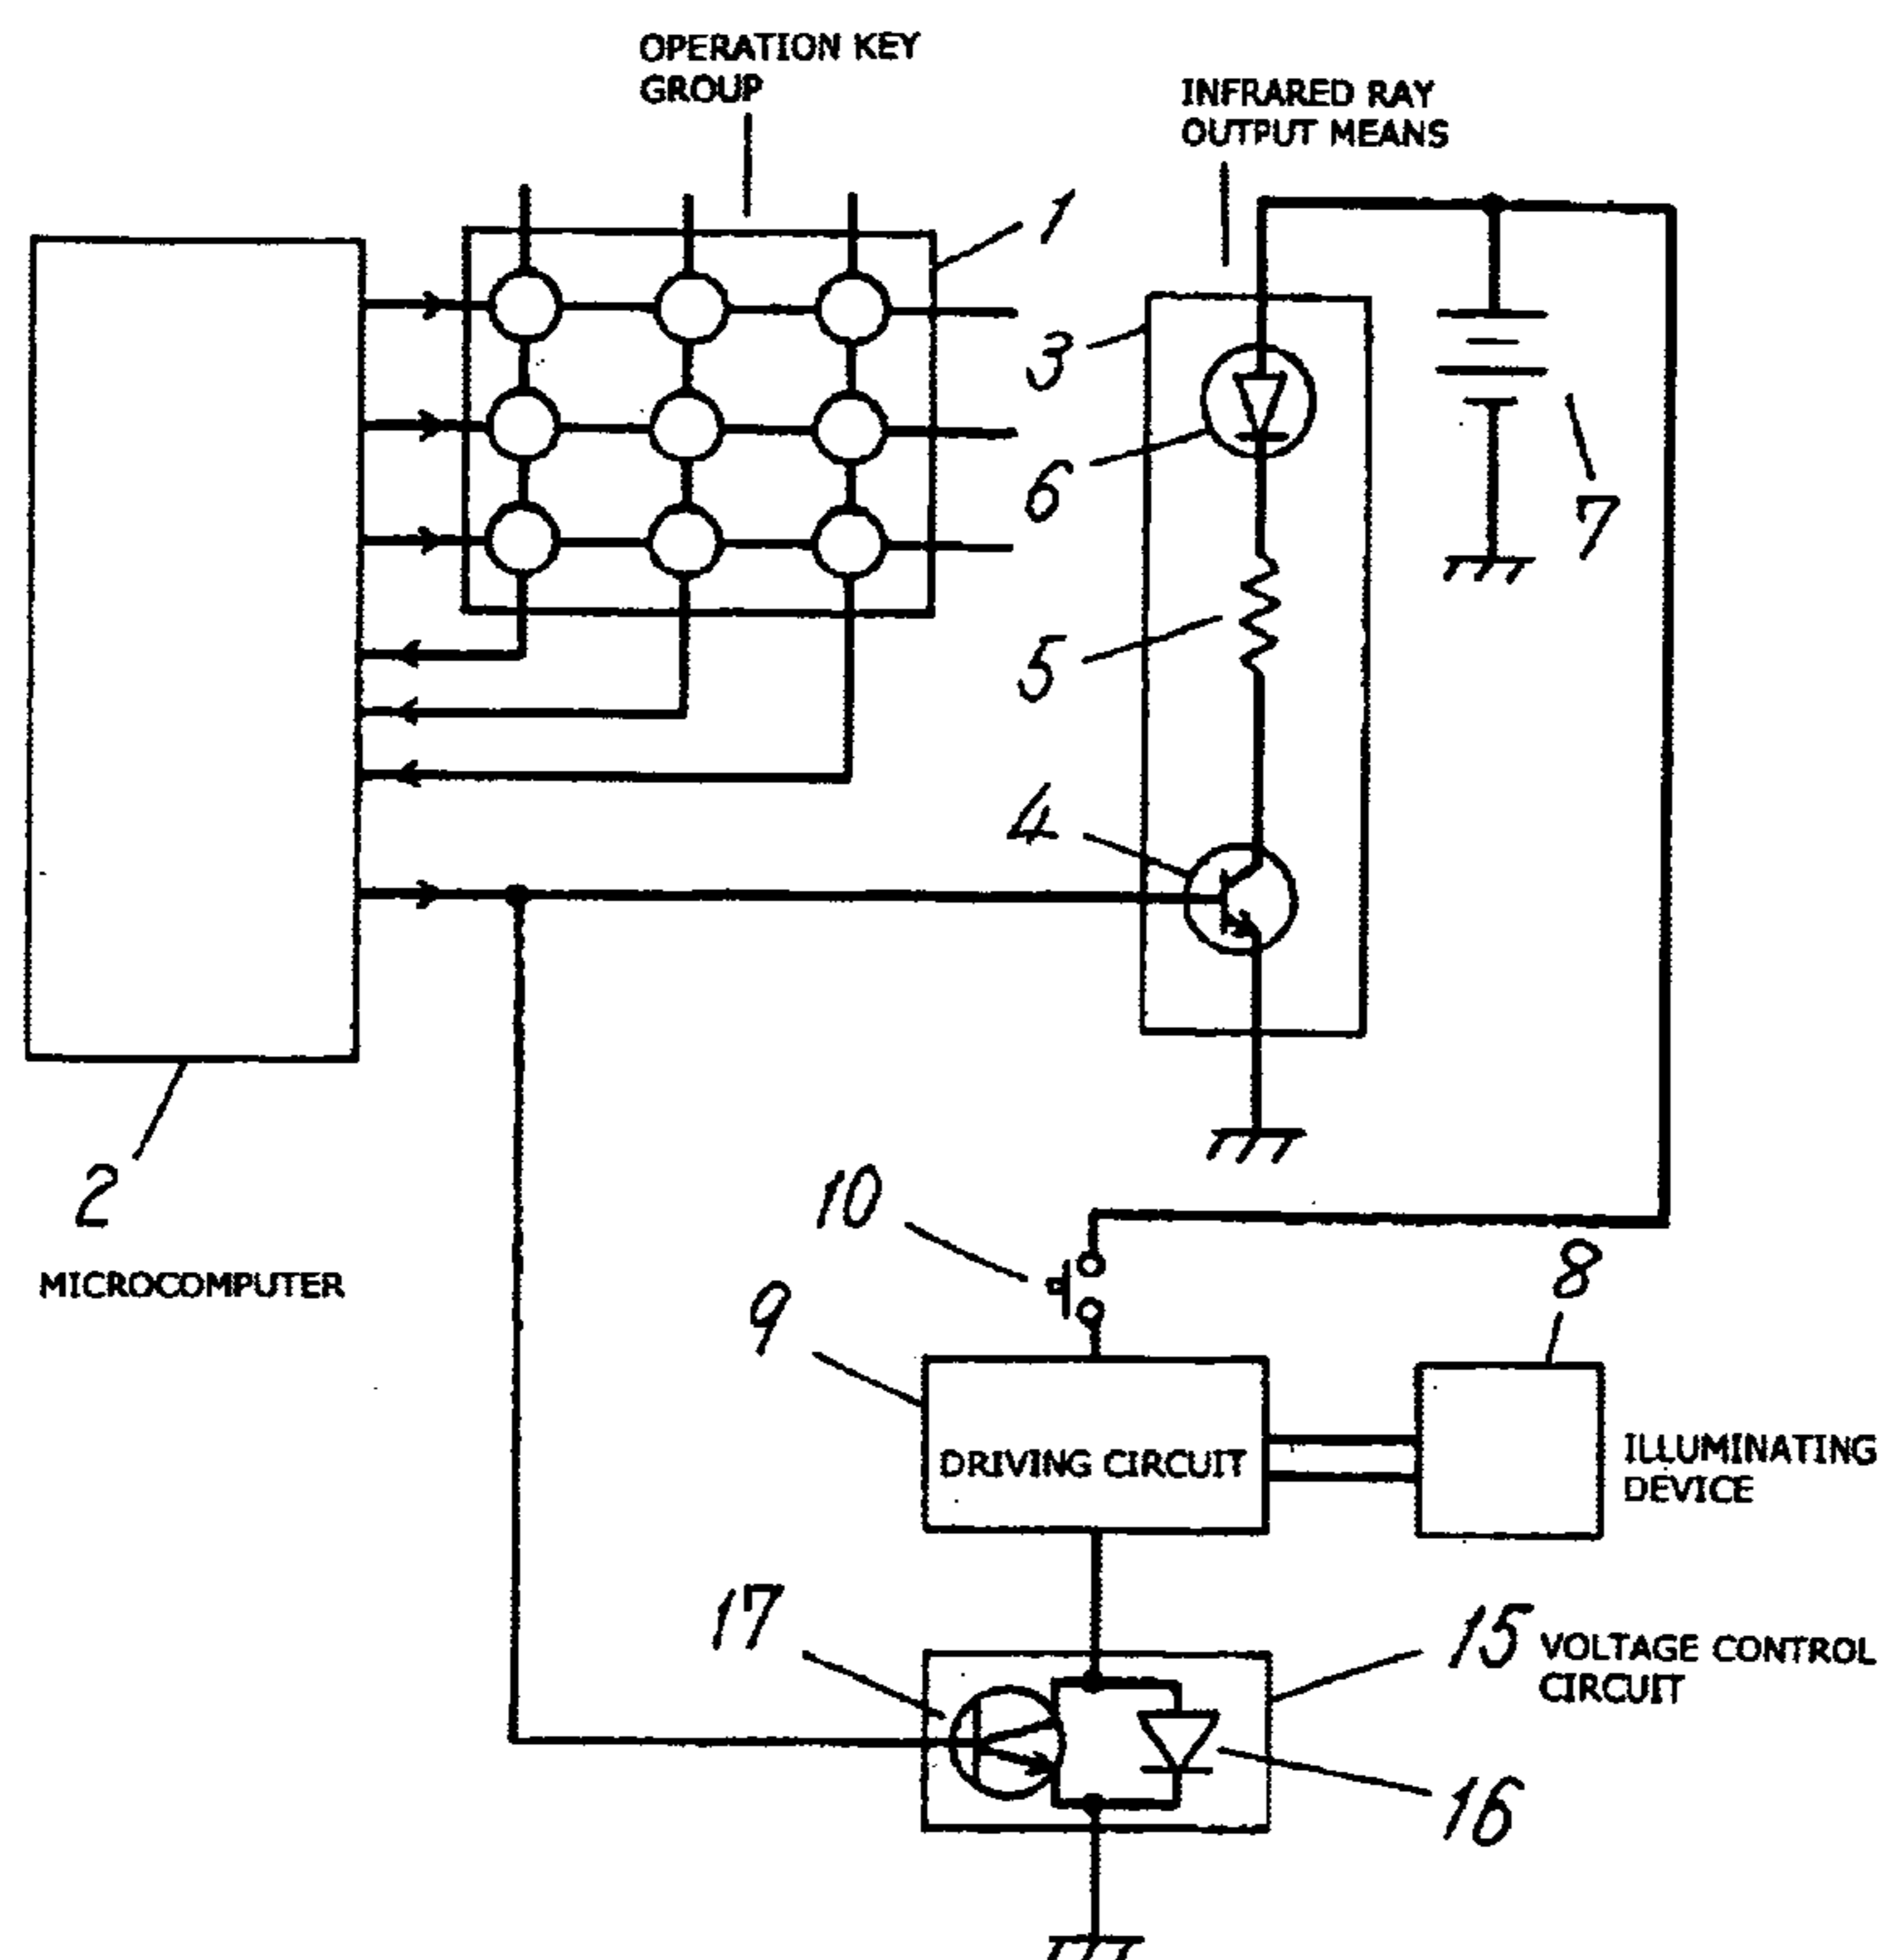 OPERATION KEY
GROUP
INFRARED RAY
OUTPUT MEANS
1
3
6
7
5
4
2
MICROCOMPUTER
10
8
9
DRIVING CIRCUIT
ILLUMINATING
DEVICE
17
15 VOLTAGE CONTROL
CIRCUIT
16